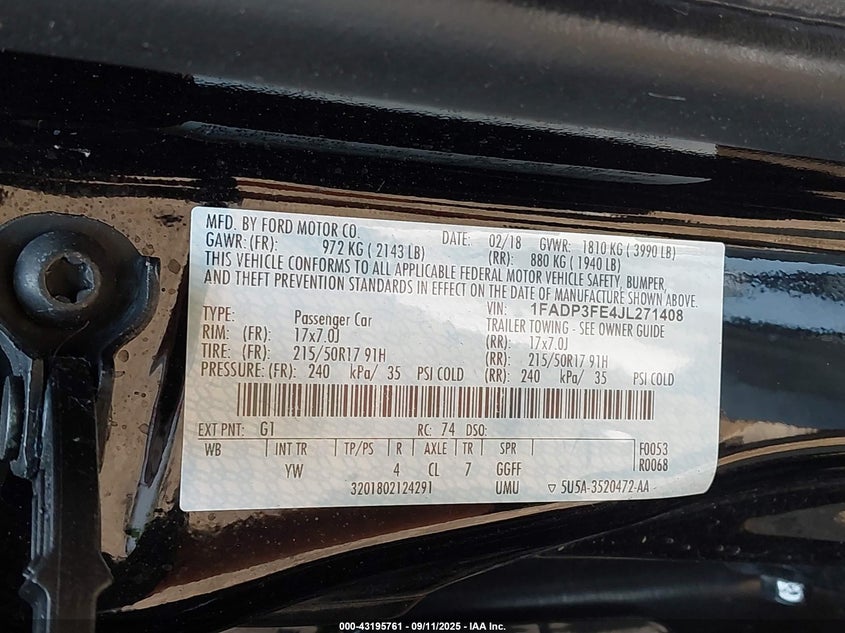 MFD. BY FORD MOTOR CO. DATE: 02/18 GVWR: 1810 KG ( 3990 LB)
GAWR: (FR): 972 KG ( 2143 LB) (RR): 880 KG ( 1940 LB)
THIS VEHICLE CONFORMS TO ALL APPLICABLE FEDERAL MOTOR VEHICLE SAFETY, BUMPER,
AND THEFT PREVENTION STANDARDS IN EFFECT ON THE DATE OF MANUFACTURE SHOWN ABOVE.
VIN: 1FADP3FE4JL271408
TYPE: Passenger Car TRAILER TOWING - SEE OWNER GUIDE
RIM: (FR) 17x7.0J (RR): 17x7.0J
TIRE: (FR): 215/50R17 91H (RR): 215/50R17 91H
PRESSURE: (FR): 240 kPa/ 35 PSI COLD (RR): 240 kPa/ 35 PSI COLD
EXT PNT: G1 RC: 74 DSO:
WB INT TR TP/PS R AXLE TR SPR F0053
YW 4 CL 7 GGFF R0068
3201802124291 UMU ▽ 5U5A-3520472-AA
000-43195761 - 09/11/2025 - IAA Inc.